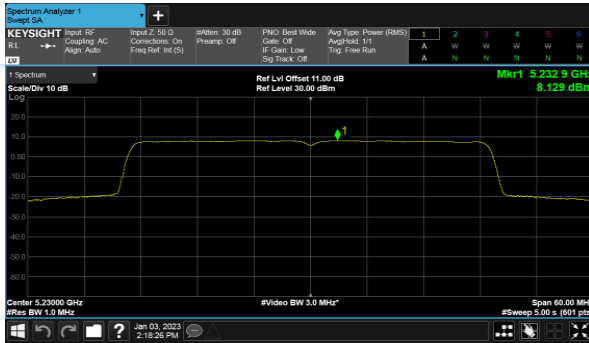 Spectrum Analyzer 1
Swept SA
KEYSIGHT Input: RF Input Z: 50 Ω #Atten: 30 dB PNO: Best Wide Avg Type: Power (RMS) 1 2 3 4 5 6
RL Coupling: AC Corrections: On Preamp: Off Gate: Off Avg|Hold: 1/1 A W W W W W
Align: Auto Freq Ref: Int (S) IF Gain: Low Trig: Free Run A N N N N N
Sig Track: Off
1 Spectrum Ref Lvl Offset 11.00 dB Mkr1 5.232 9 GHz
Scale/Div 10 dB Ref Level 30.00 dBm 8.129 dBm
Log
20.0
10.0
0.00
-10.0
-20.0
-30.0
-40.0
-50.0
-60.0
1
Center 5.23000 GHz #Video BW 3.0 MHz* Span 60.00 MH
#Res BW 1.0 MHz #Sweep 5.00 s (601 pts
Jan 03, 2023
2:18:26 PM